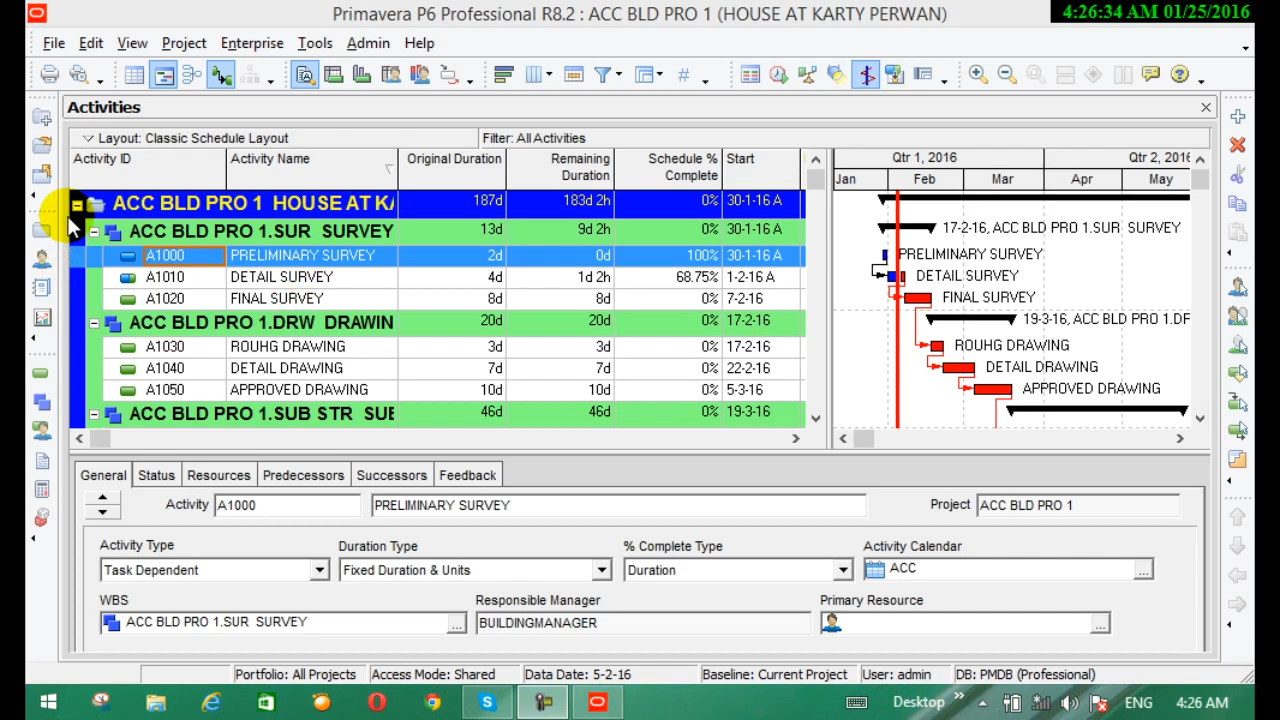 Primavera P6 Professional R8.2 : ACC BLD PRO 1 (HOUSE AT KARTY PERWAN)
4:26:34 AM 01/25/2016
File Edit View Project Enterprise Tools Admin Help
Activities
Layout: Classic Schedule Layout Filter: All Activities
Activity ID Activity Name Original Duration Remaining Duration Schedule % Complete Start
Qtr 1, 2016 Qtr 2, 2016
Jan Feb Mar Apr May
ACC BLD PRO 1 HOUSE AT KA 187d 183d 2h 0% 30-1-16 A
ACC BLD PRO 1.SUR SURVEY 13d 9d 2h 0% 30-1-16 A 17-2-16, ACC BLD PRO 1.SUR SURVEY
A1000 PRELIMINARY SURVEY 2d 0d 100% 30-1-16 A PRELIMINARY SURVEY
A1010 DETAIL SURVEY 4d 1d 2h 68.75% 1-2-16 A DETAIL SURVEY
A1020 FINAL SURVEY 8d 8d 0% 7-2-16 FINAL SURVEY
ACC BLD PRO 1.DRW DRAWIN 20d 20d 0% 17-2-16 19-3-16, ACC BLD PRO 1.DF
A1030 ROUHG DRAWING 3d 3d 0% 17-2-16 ROUHG DRAWING
A1040 DETAIL DRAWING 7d 7d 0% 22-2-16 DETAIL DRAWING
A1050 APPROVED DRAWING 10d 10d 0% 5-3-16 APPROVED DRAWING
ACC BLD PRO 1.SUB STR SUE 46d 46d 0% 19-3-16
General Status Resources Predecessors Successors Feedback
Activity A1000 PRELIMINARY SURVEY Project ACC BLD PRO 1
Activity Type Duration Type % Complete Type Activity Calendar
Task Dependent Fixed Duration & Units Duration ACC ...
WBS Responsible Manager Primary Resource
ACC BLD PRO 1.SUR SURVEY ... BUILDINGMANAGER ...
Portfolio: All Projects Access Mode: Shared Data Date: 5-2-16 Baseline: Current Project User: admin DB: PMDB (Professional)
Desktop » ENG 4:26 AM